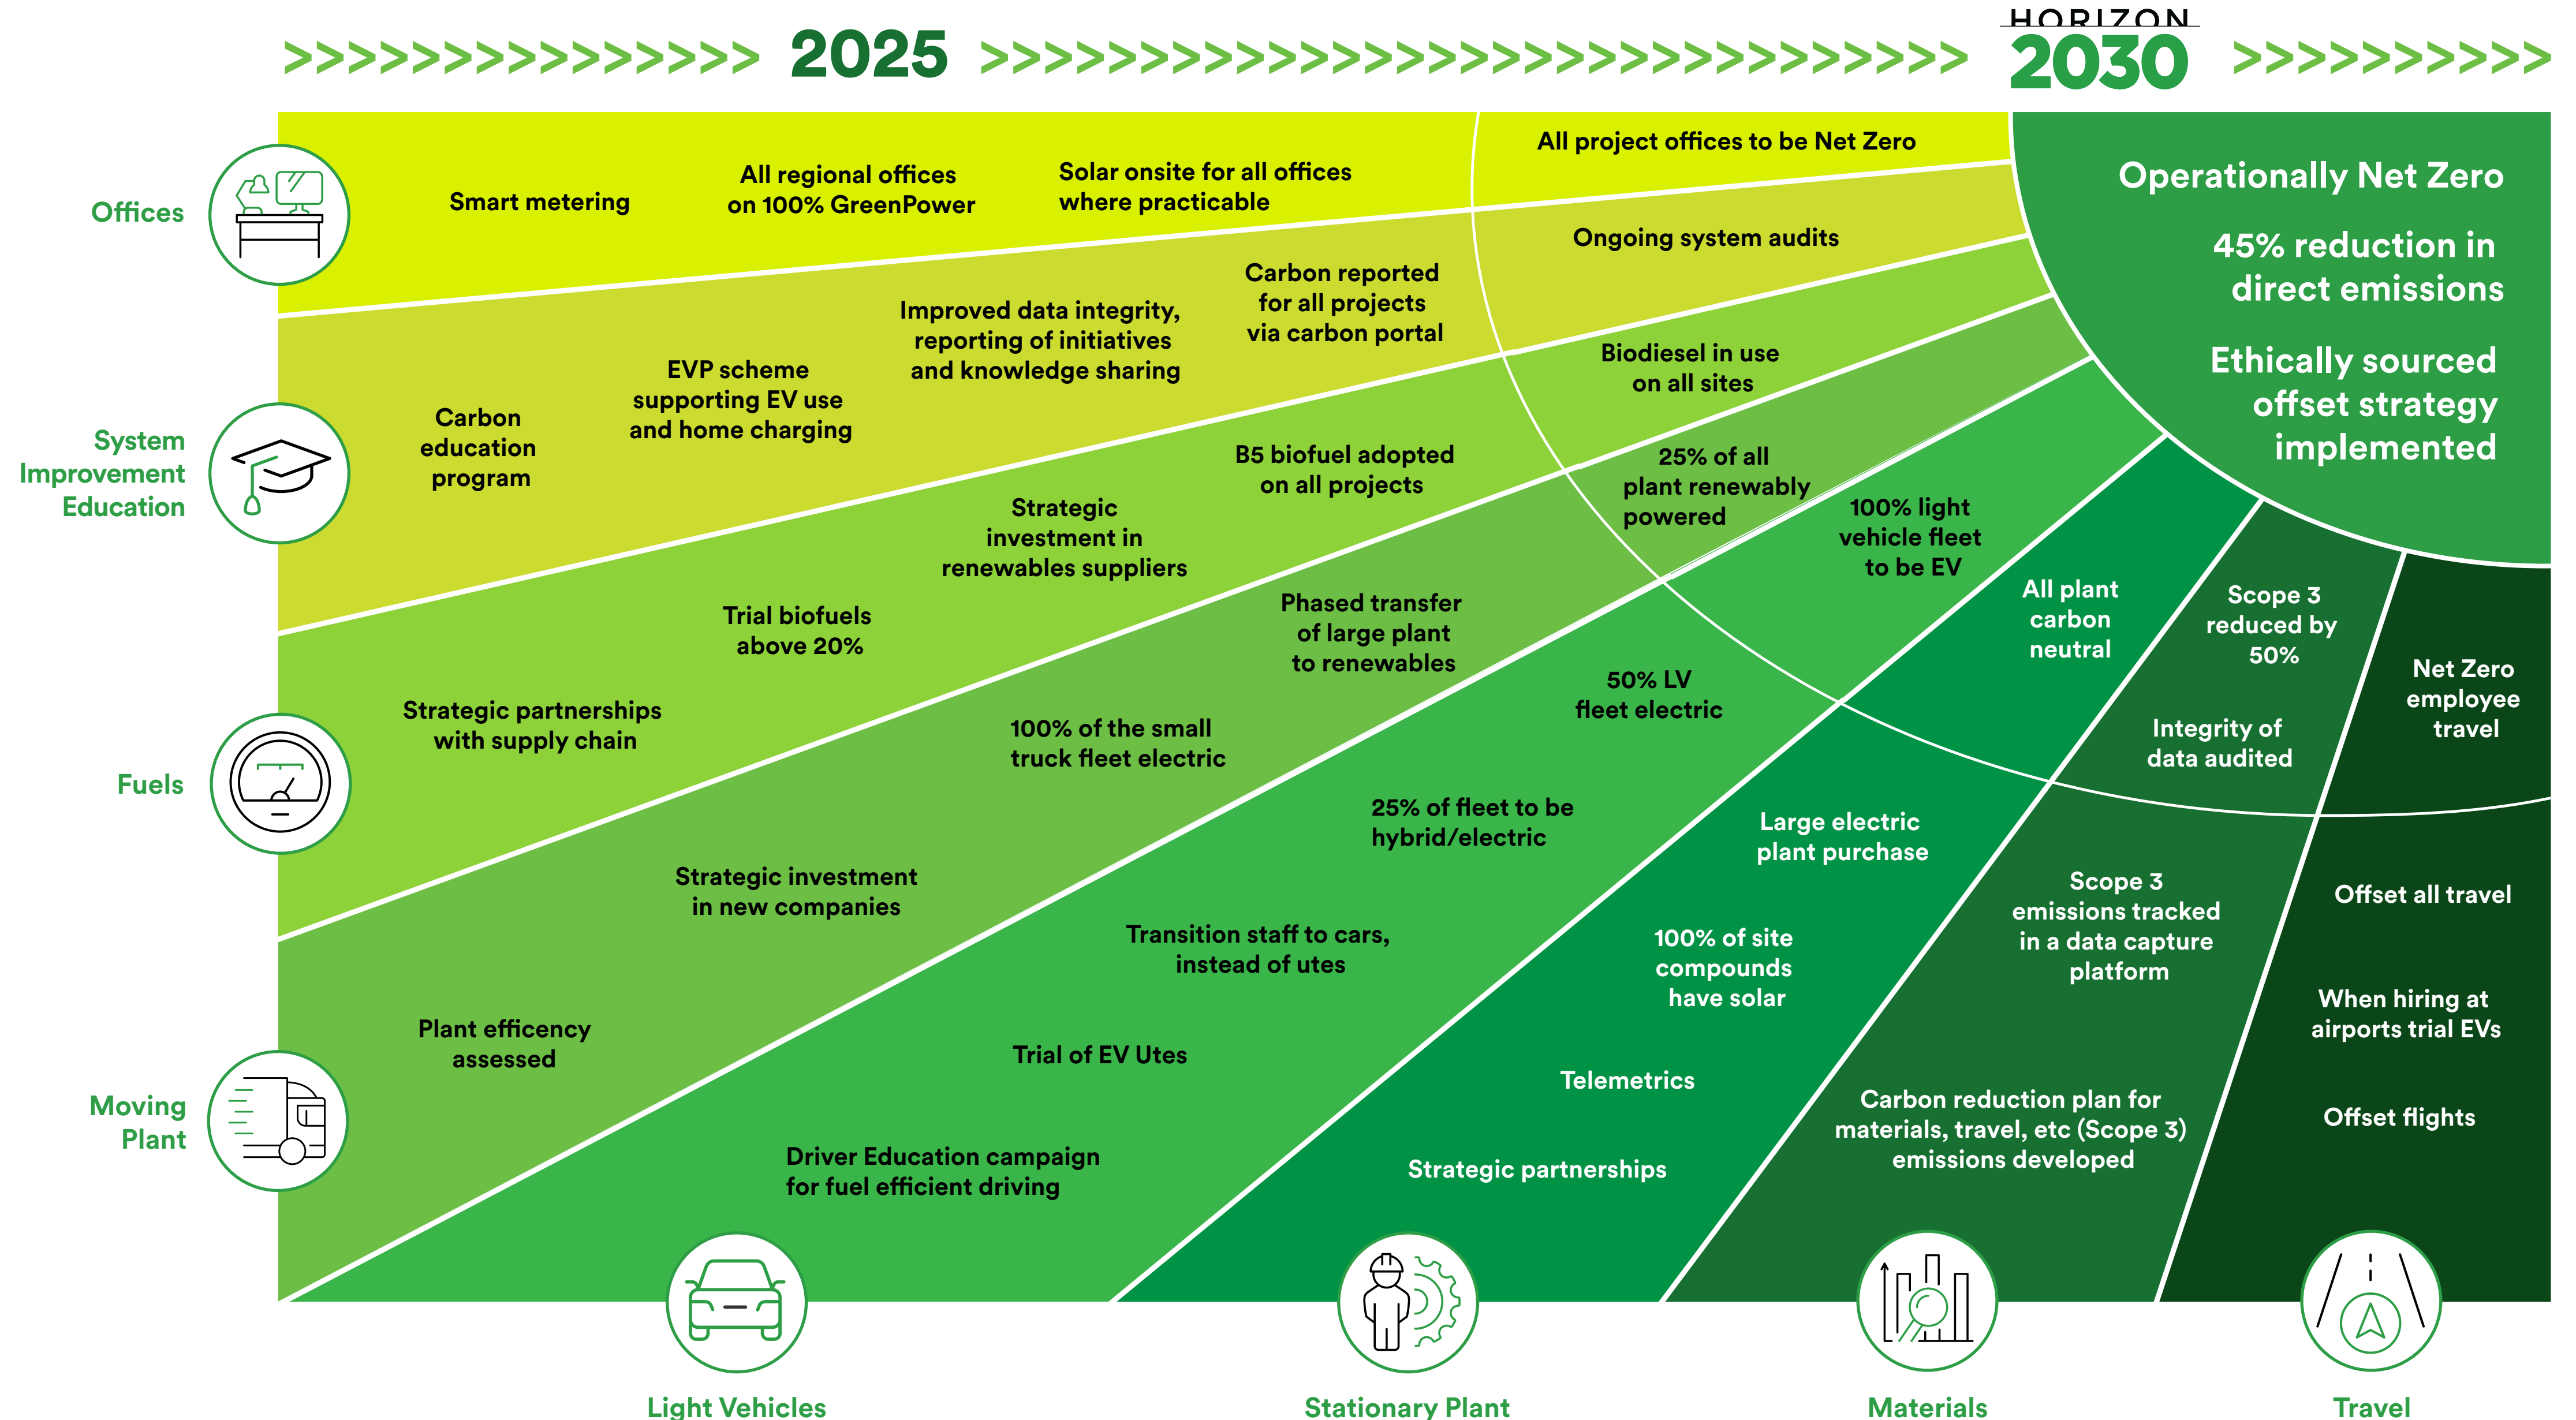 HORIZON
2025
2030
Offices
Smart metering
All regional offices
on 100% GreenPower
Solar onsite for all offices
where practicable
All project offices to be Net Zero
System
Improvement
Education
Carbon
education
program
EVP scheme
supporting EV use
and home charging
Improved data integrity,
reporting of initiatives
and knowledge sharing
Carbon reported
for all projects
via carbon portal
Ongoing system audits
Fuels
Strategic partnerships
with supply chain
Trial biofuels
above 20%
Strategic
investment in
renewables suppliers
B5 biofuel adopted
on all projects
Biodiesel in use
on all sites
Moving
Plant
Plant efficency
assessed
Strategic investment
in new companies
100% of the small
truck fleet electric
Phased transfer
of large plant
to renewables
25% of all
plant renewably
powered
Light Vehicles
Driver Education campaign
for fuel efficient driving
Trial of EV Utes
Transition staff to cars,
instead of utes
25% of fleet to be
hybrid/electric
50% LV
fleet electric
100% light
vehicle fleet
to be EV
Stationary Plant
Strategic partnerships
Telemetrics
100% of site
compounds
have solar
Large electric
plant purchase
All plant
carbon
neutral
Materials
Carbon reduction plan for
materials, travel, etc (Scope 3)
emissions developed
Scope 3
emissions tracked
in a data capture
platform
Integrity of
data audited
Scope 3
reduced by
50%
Travel
Offset flights
When hiring at
airports trial EVs
Offset all travel
Net Zero
employee
travel
Operationally Net Zero
45% reduction in
direct emissions
Ethically sourced
offset strategy
implemented